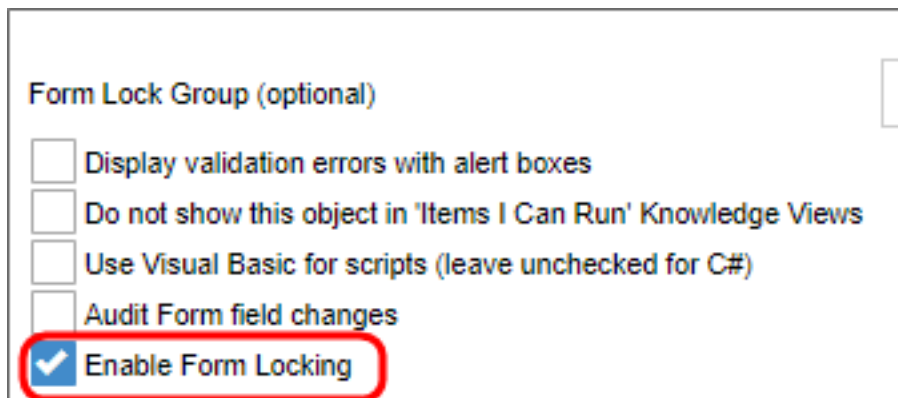 Form Lock Group (optional)
Display validation errors with alert boxes
Do not show this object in 'Items I Can Run' Knowledge Views
Use Visual Basic for scripts (leave unchecked for C#)
Audit Form field changes
Enable Form Locking